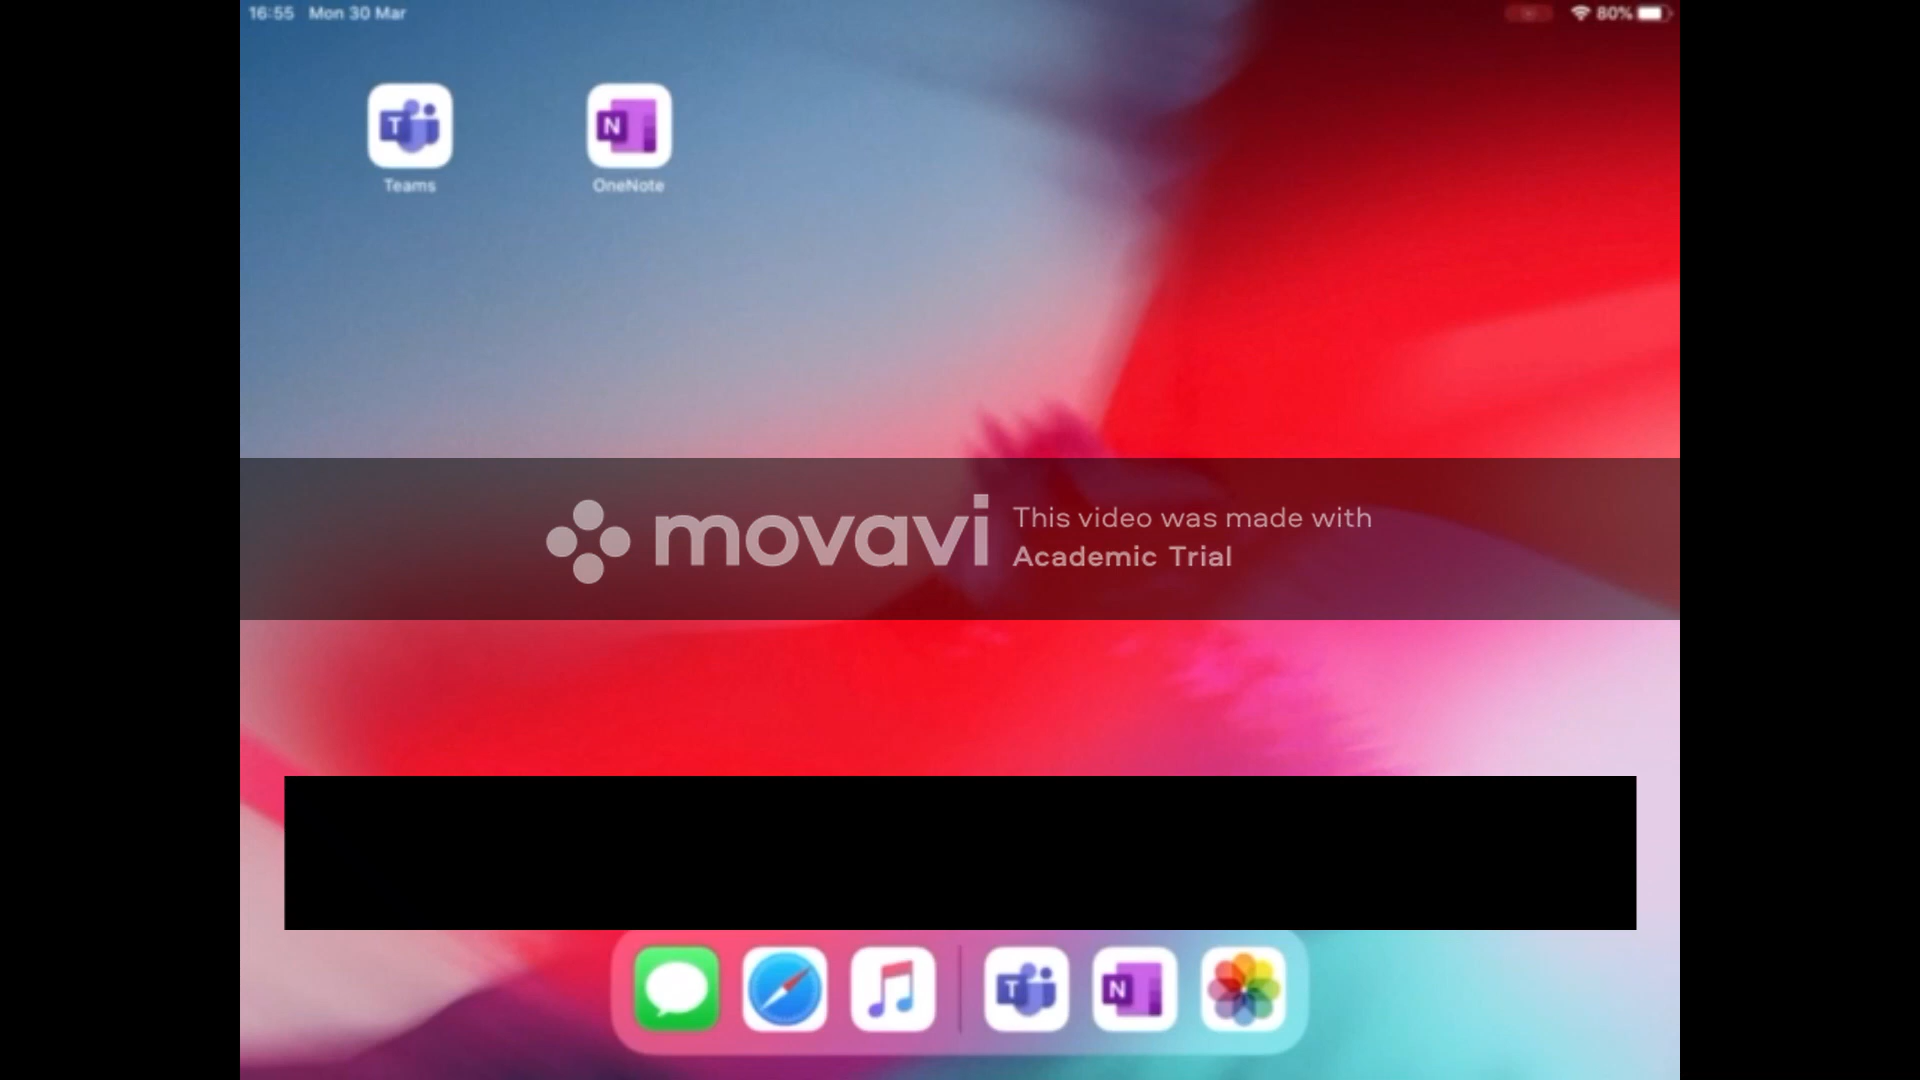 16:55 Mon 30 Mar
80%
T
N
Teams
OneNote
movavi
This video was made with
Academic Trial
T
N